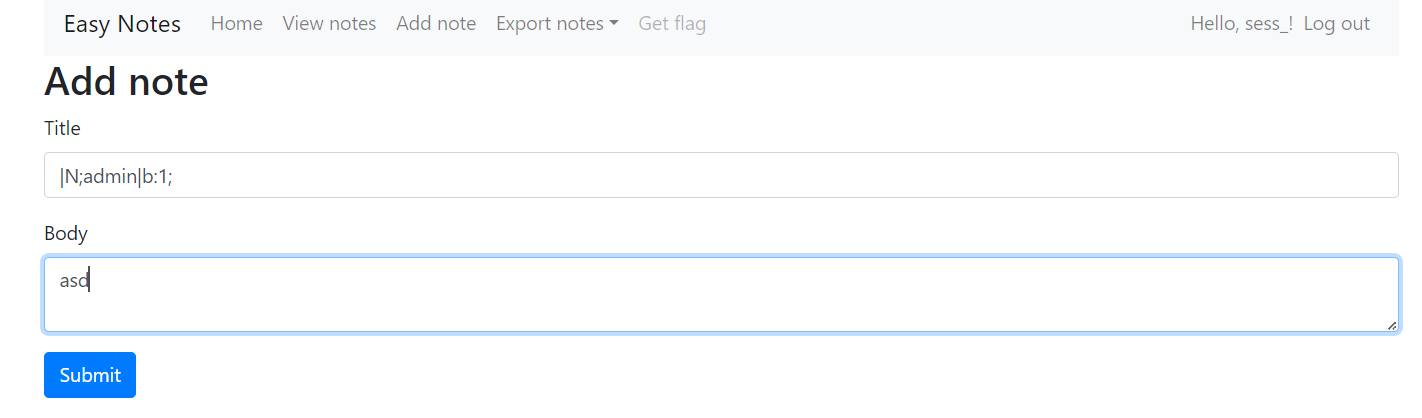 Easy Notes Home View notes Add note Export notes Get flag Hello, sess_! Log out
Add note
Title
|N;admin|b:1;
Body
asd
Submit